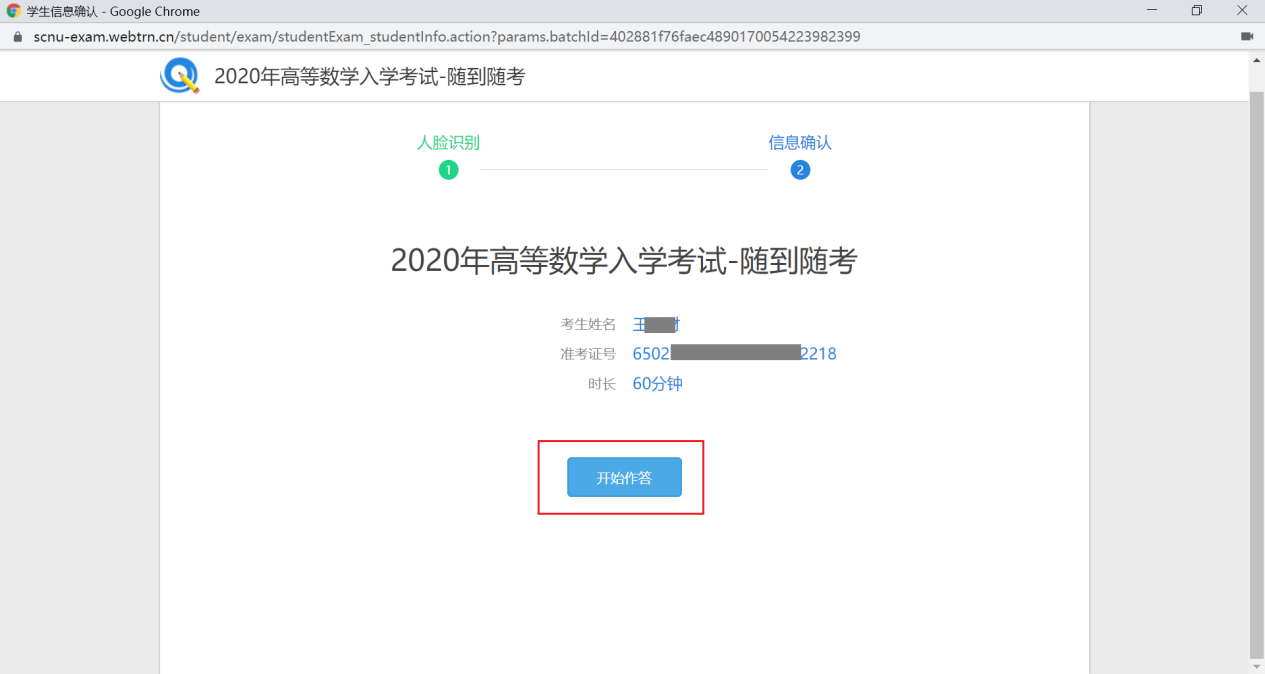 学生信息确认 - Google Chrome
scnu-exam.webtrn.cn/student/exam/studentExam_studentInfo.action?params.batchId=402881f76faec4890170054223982399
2020年高等数学入学考试-随到随考
人脸识别 信息确认
1 2
2020年高等数学入学考试-随到随考
考生姓名 王
准考证号 6502 2218
时长 60分钟
开始作答